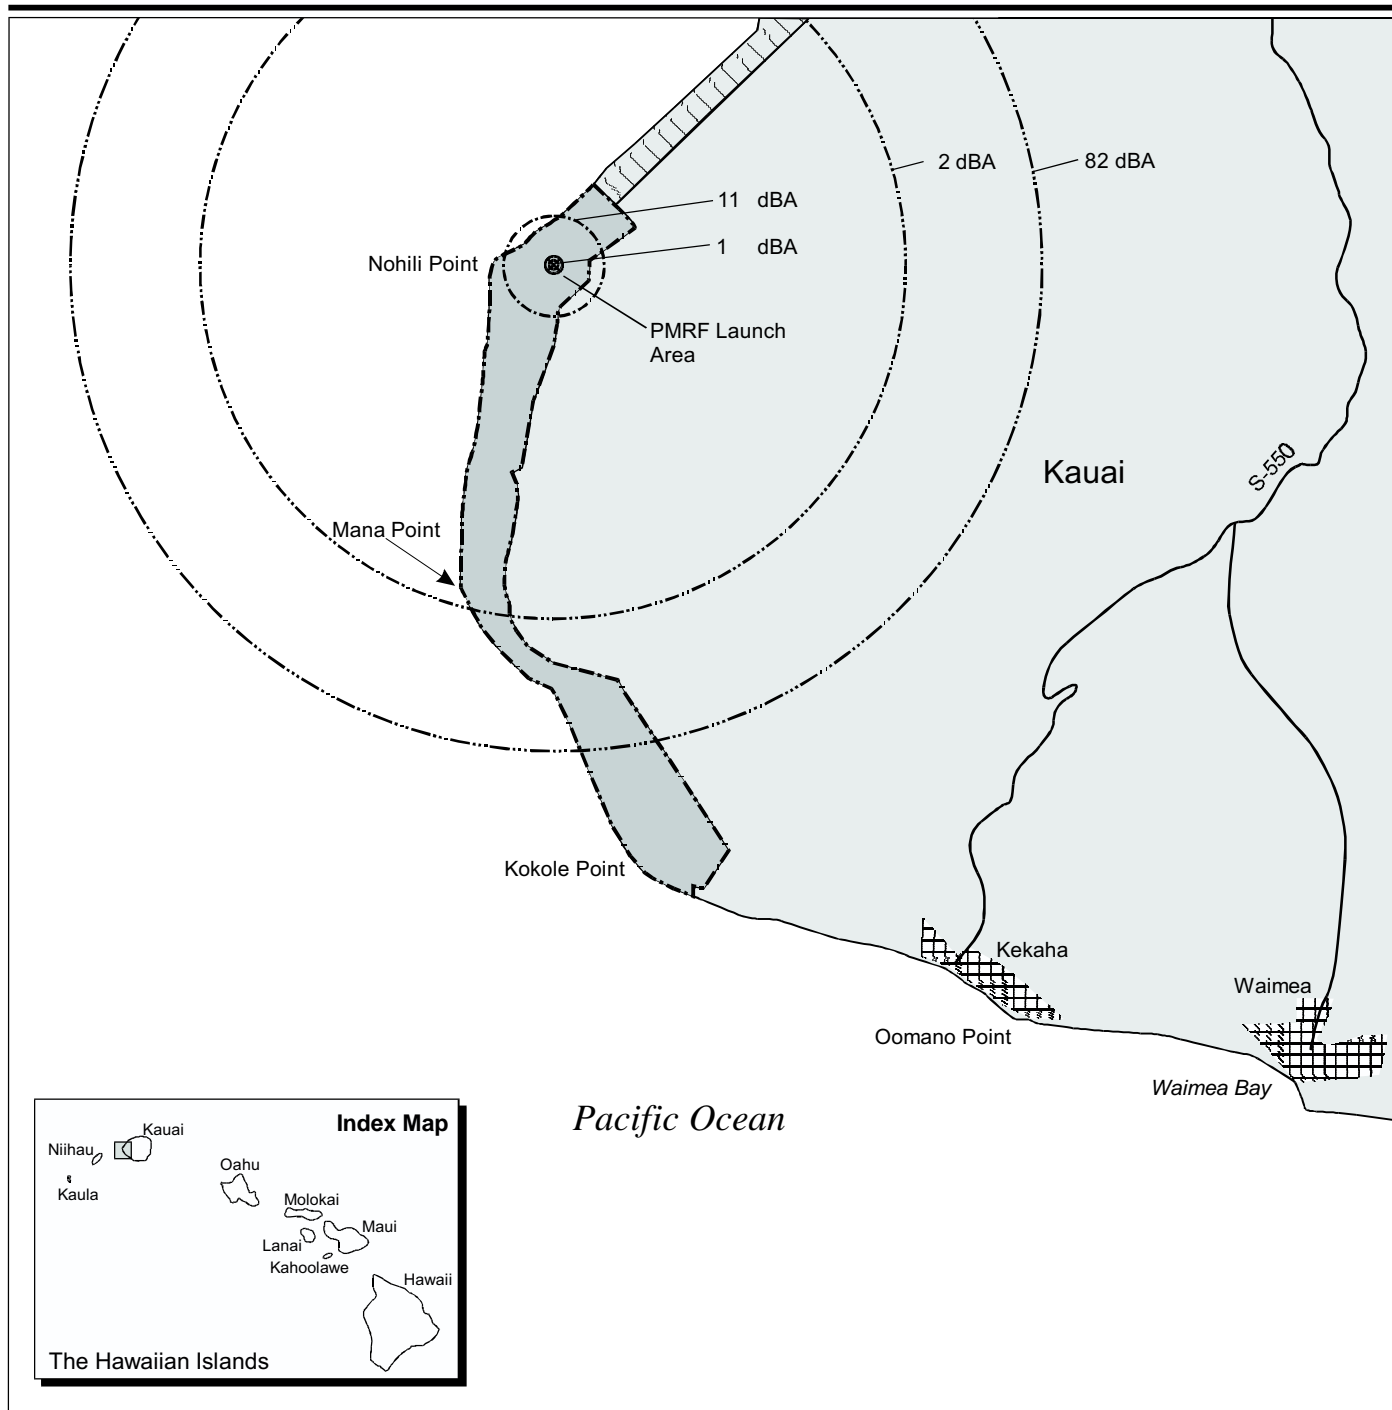 2 dBA
82 dBA
11 dBA
1 dBA
Nohili Point
PMRF Launch
Area
Kauai
S-550
Mana Point
Kokole Point
Kekaha
Waimea
Oomano Point
Waimea Bay
Pacific Ocean
Index Map
Kauai
Niihau
Kaula
Oahu
Molokai
Maui
Lanai
Kahoolawe
Hawaii
The Hawaiian Islands